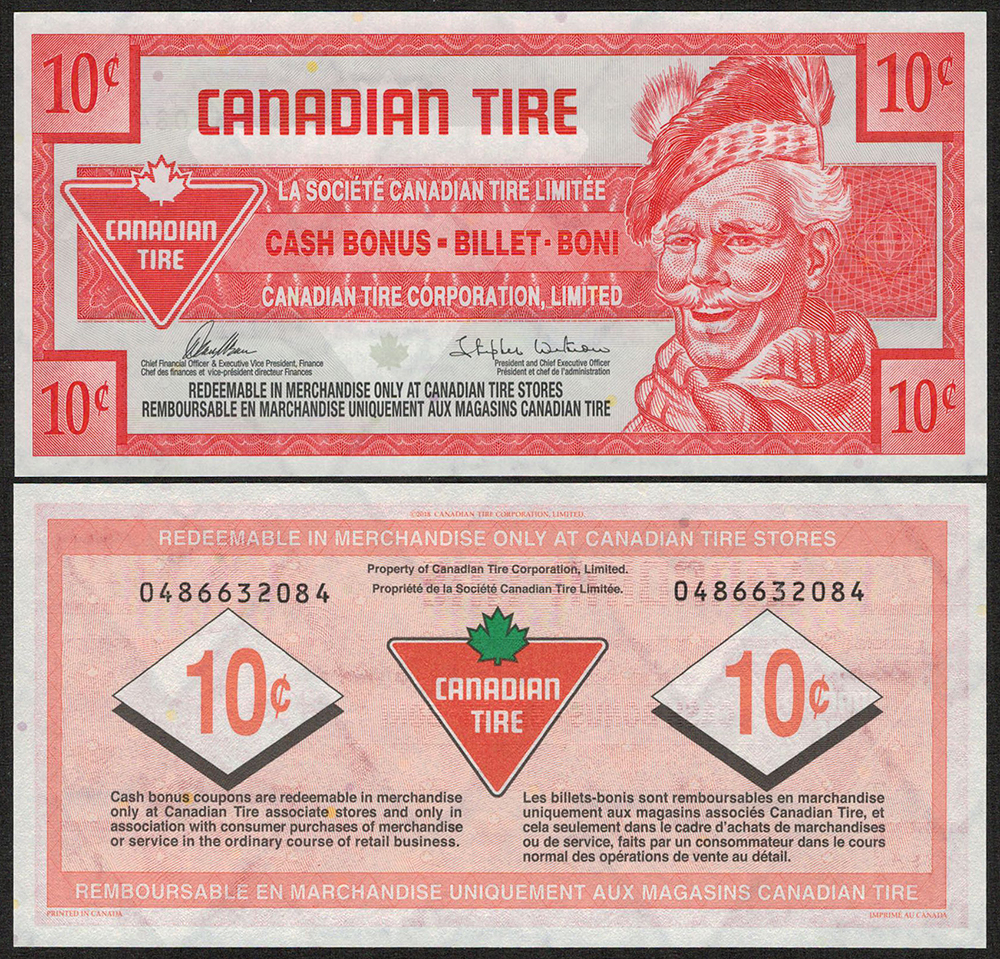 10¢
10¢
CANADIAN TIRE
LA SOCIÉTÉ CANADIAN TIRE LIMITÉE
CANADIAN
TIRE
CASH BONUS - BILLET - BONI
CANADIAN TIRE CORPORATION, LIMITED
Chief Financial Officer & Executive Vice President, Finance
Chef des finances et vice-président directeur Finances
President and Chief Executive Officer
Président et chef de l'administration
REDEEMABLE IN MERCHANDISE ONLY AT CANADIAN TIRE STORES
REMBOURSABLE EN MARCHANDISE UNIQUEMENT AUX MAGASINS CANADIAN TIRE
10¢
10¢
CANADIAN TIRE CORPORATION, LIMITED.
REDEEMABLE IN MERCHANDISE ONLY AT CANADIAN TIRE STORES
Property of Canadian Tire Corporation, Limited.
Propriété de la Société Canadian Tire Limitée.
0486632084
0486632084
10¢
CANADIAN
TIRE
10¢
Cash bonus coupons are redeemable in merchandise
only at Canadian Tire associate stores and only in
association with consumer purchases of merchandise
or service in the ordinary course of retail business.
Les billets-bonis sont remboursables en marchandise
uniquement aux magasins associés Canadian Tire, et
cela seulement dans le cadre d'achats de marchandises
ou de service, faits par un consommateur dans le cours
normal des opérations de vente au détail.
REMBOURSABLE EN MARCHANDISE UNIQUEMENT AUX MAGASINS CANADIAN TIRE
PRINTED IN CANADA
IMPRIMÉ AU CANADA